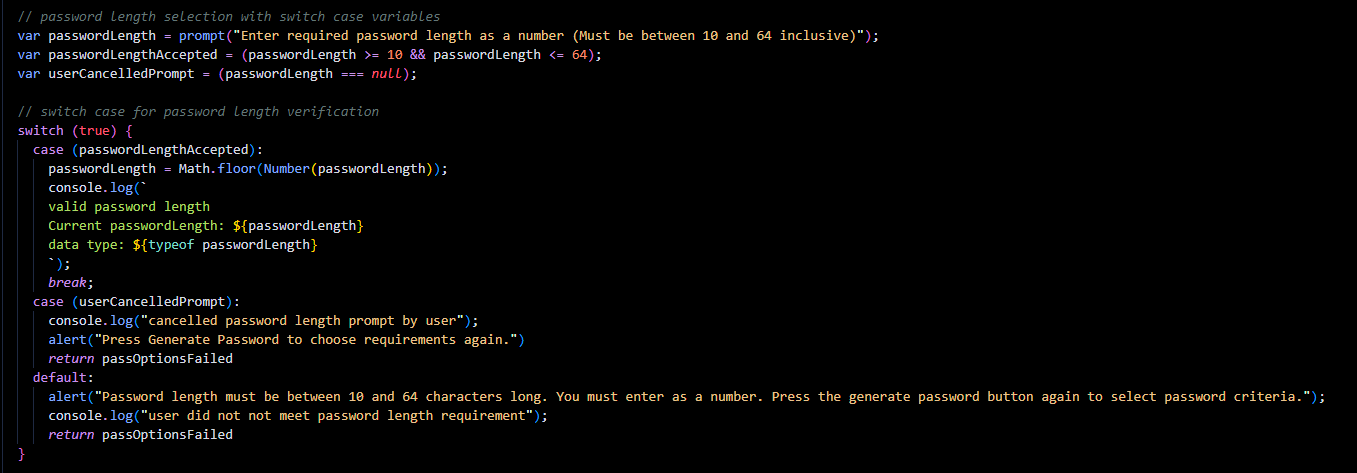 // password length selection with switch case variables
var passwordLength = prompt("Enter required password length as a number (Must be between 10 and 64 inclusive)");
var passwordLengthAccepted = (passwordLength >= 10 && passwordLength <= 64);
var userCancelledPrompt = (passwordLength === null);

// switch case for password length verification
switch (true) {
  case (passwordLengthAccepted):
    passwordLength = Math.floor(Number(passwordLength));
    console.log(`
    valid password length
    Current passwordLength: ${passwordLength}
    data type: ${typeof passwordLength}
    `);
    break;
  case (userCancelledPrompt):
    console.log("cancelled password length prompt by user");
    alert("Press Generate Password to choose requirements again.")
    return passOptionsFailed
  default:
    alert("Password length must be between 10 and 64 characters long. You must enter as a number. Press the generate password button again to select password criteria.");
    console.log("user did not not meet password length requirement");
    return passOptionsFailed
}